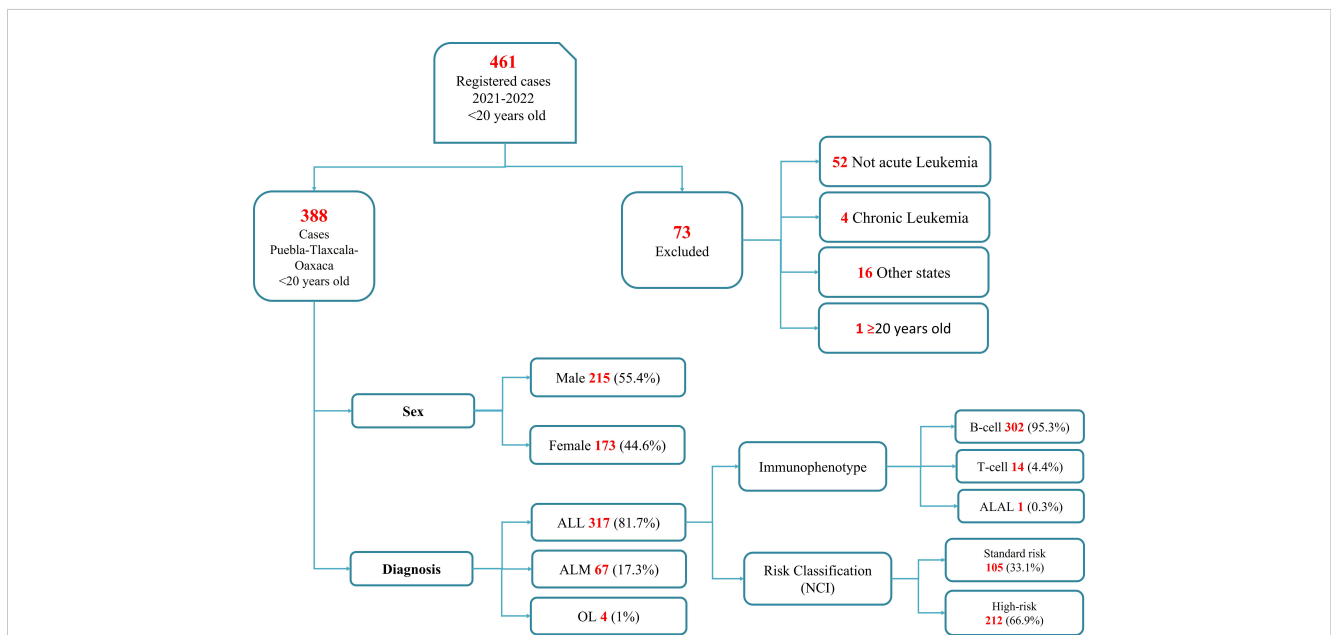 461
Registered cases
2021-2022
<20 years old
388
Cases
Puebla-Tlaxcala-
Oaxaca
<20 years old
73
Excluded
52 Not acute Leukemia
4 Chronic Leukemia
16 Other states
1 ≥20 years old
Sex
Male 215 (55.4%)
Female 173 (44.6%)
Diagnosis
ALL 317 (81.7%)
ALM 67 (17.3%)
OL 4 (1%)
Immunophenotype
B-cell 302 (95.3%)
T-cell 14 (4.4%)
ALAL 1 (0.3%)
Risk Classification
(NCI)
Standard risk
105 (33.1%)
High-risk
212 (66.9%)